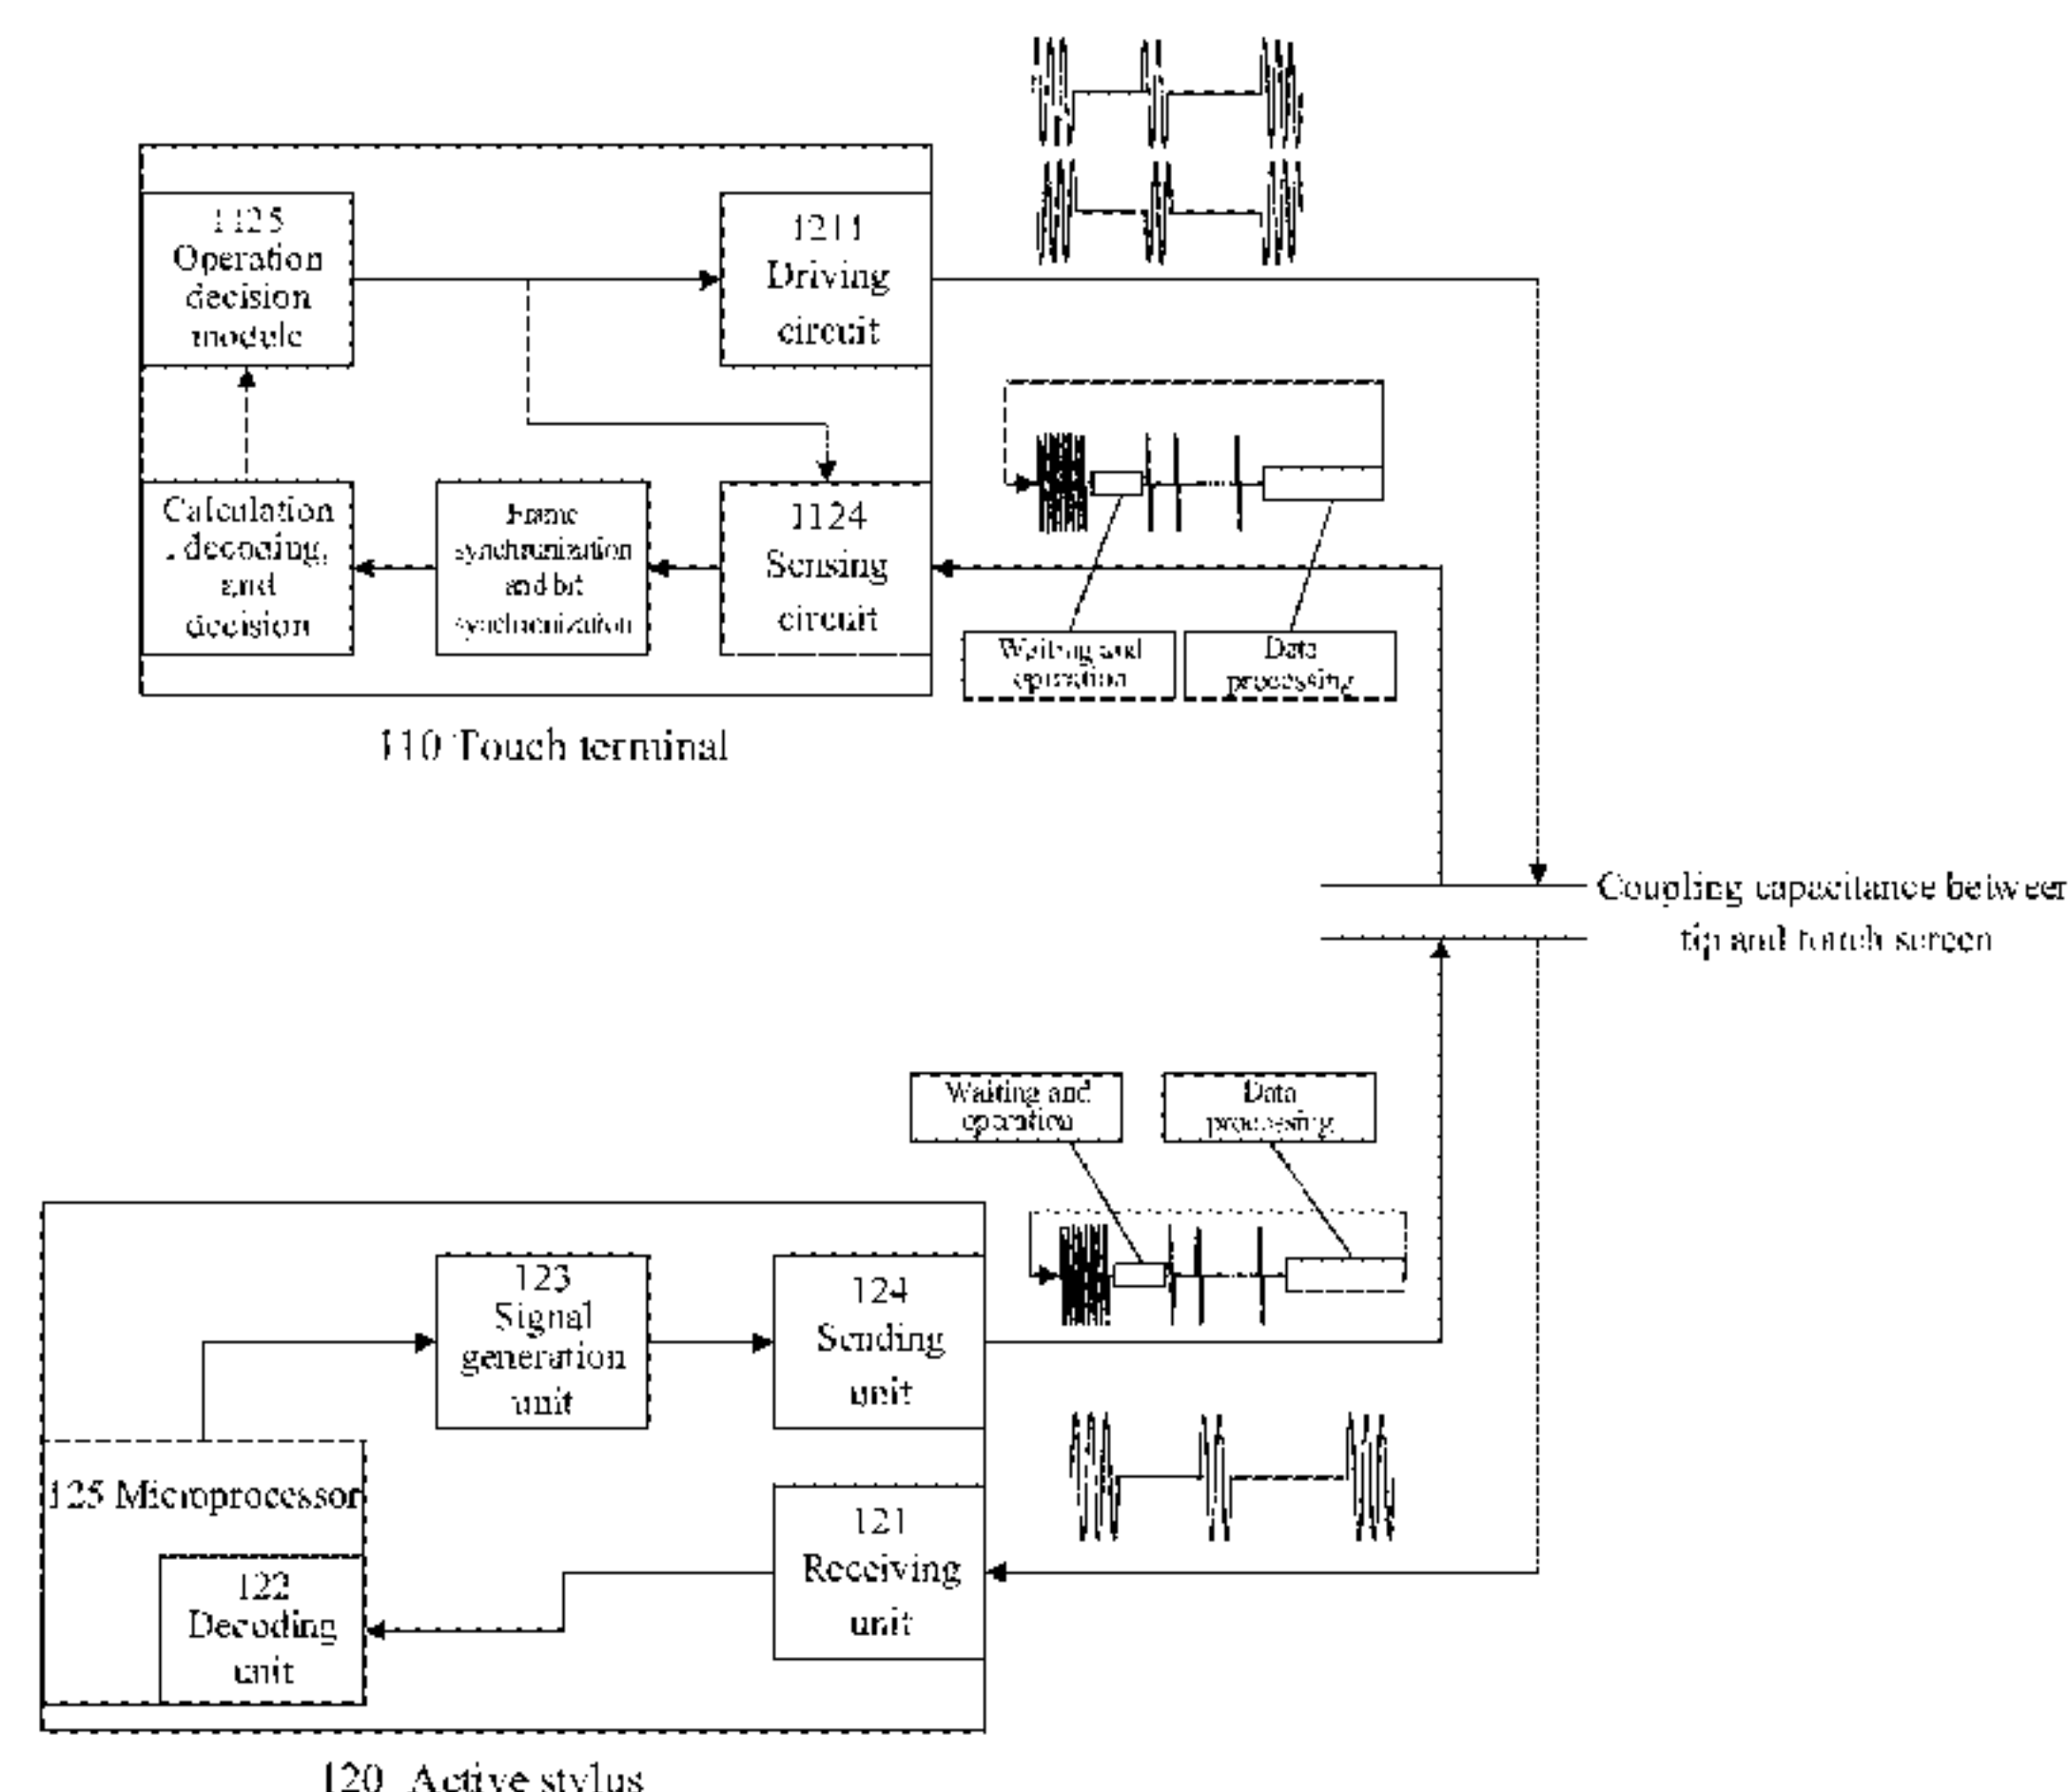 1125
Operation
decision
module
1211
Driving
circuit
Calculation
, decoding,
and
decision
Frame
synchronization
and bit
synchronization
1124
Sensing
circuit
Waiting and
operation
Data
processing
110 Touch terminal
Coupling capacitance between
tip and touch screen
Waiting and
operation
Data
processing
123
Signal
generation
unit
124
Sending
unit
125 Microprocessor
121
Receiving
unit
122
Decoding
unit
120 Active stylus